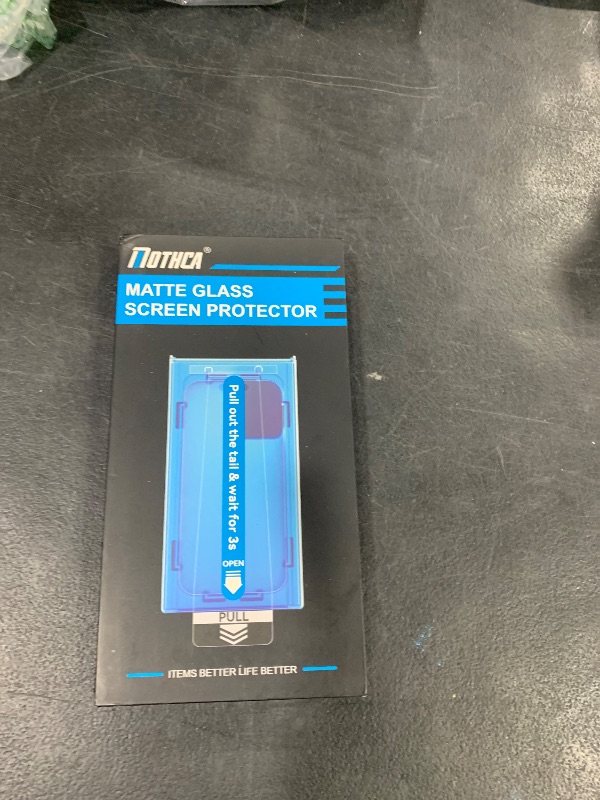 NOTHCA®
MATTE GLASS
SCREEN PROTECTOR
Pull out the tail & wait for 3s
OPEN
PULL
ITEMS BETTER LIFE BETTER